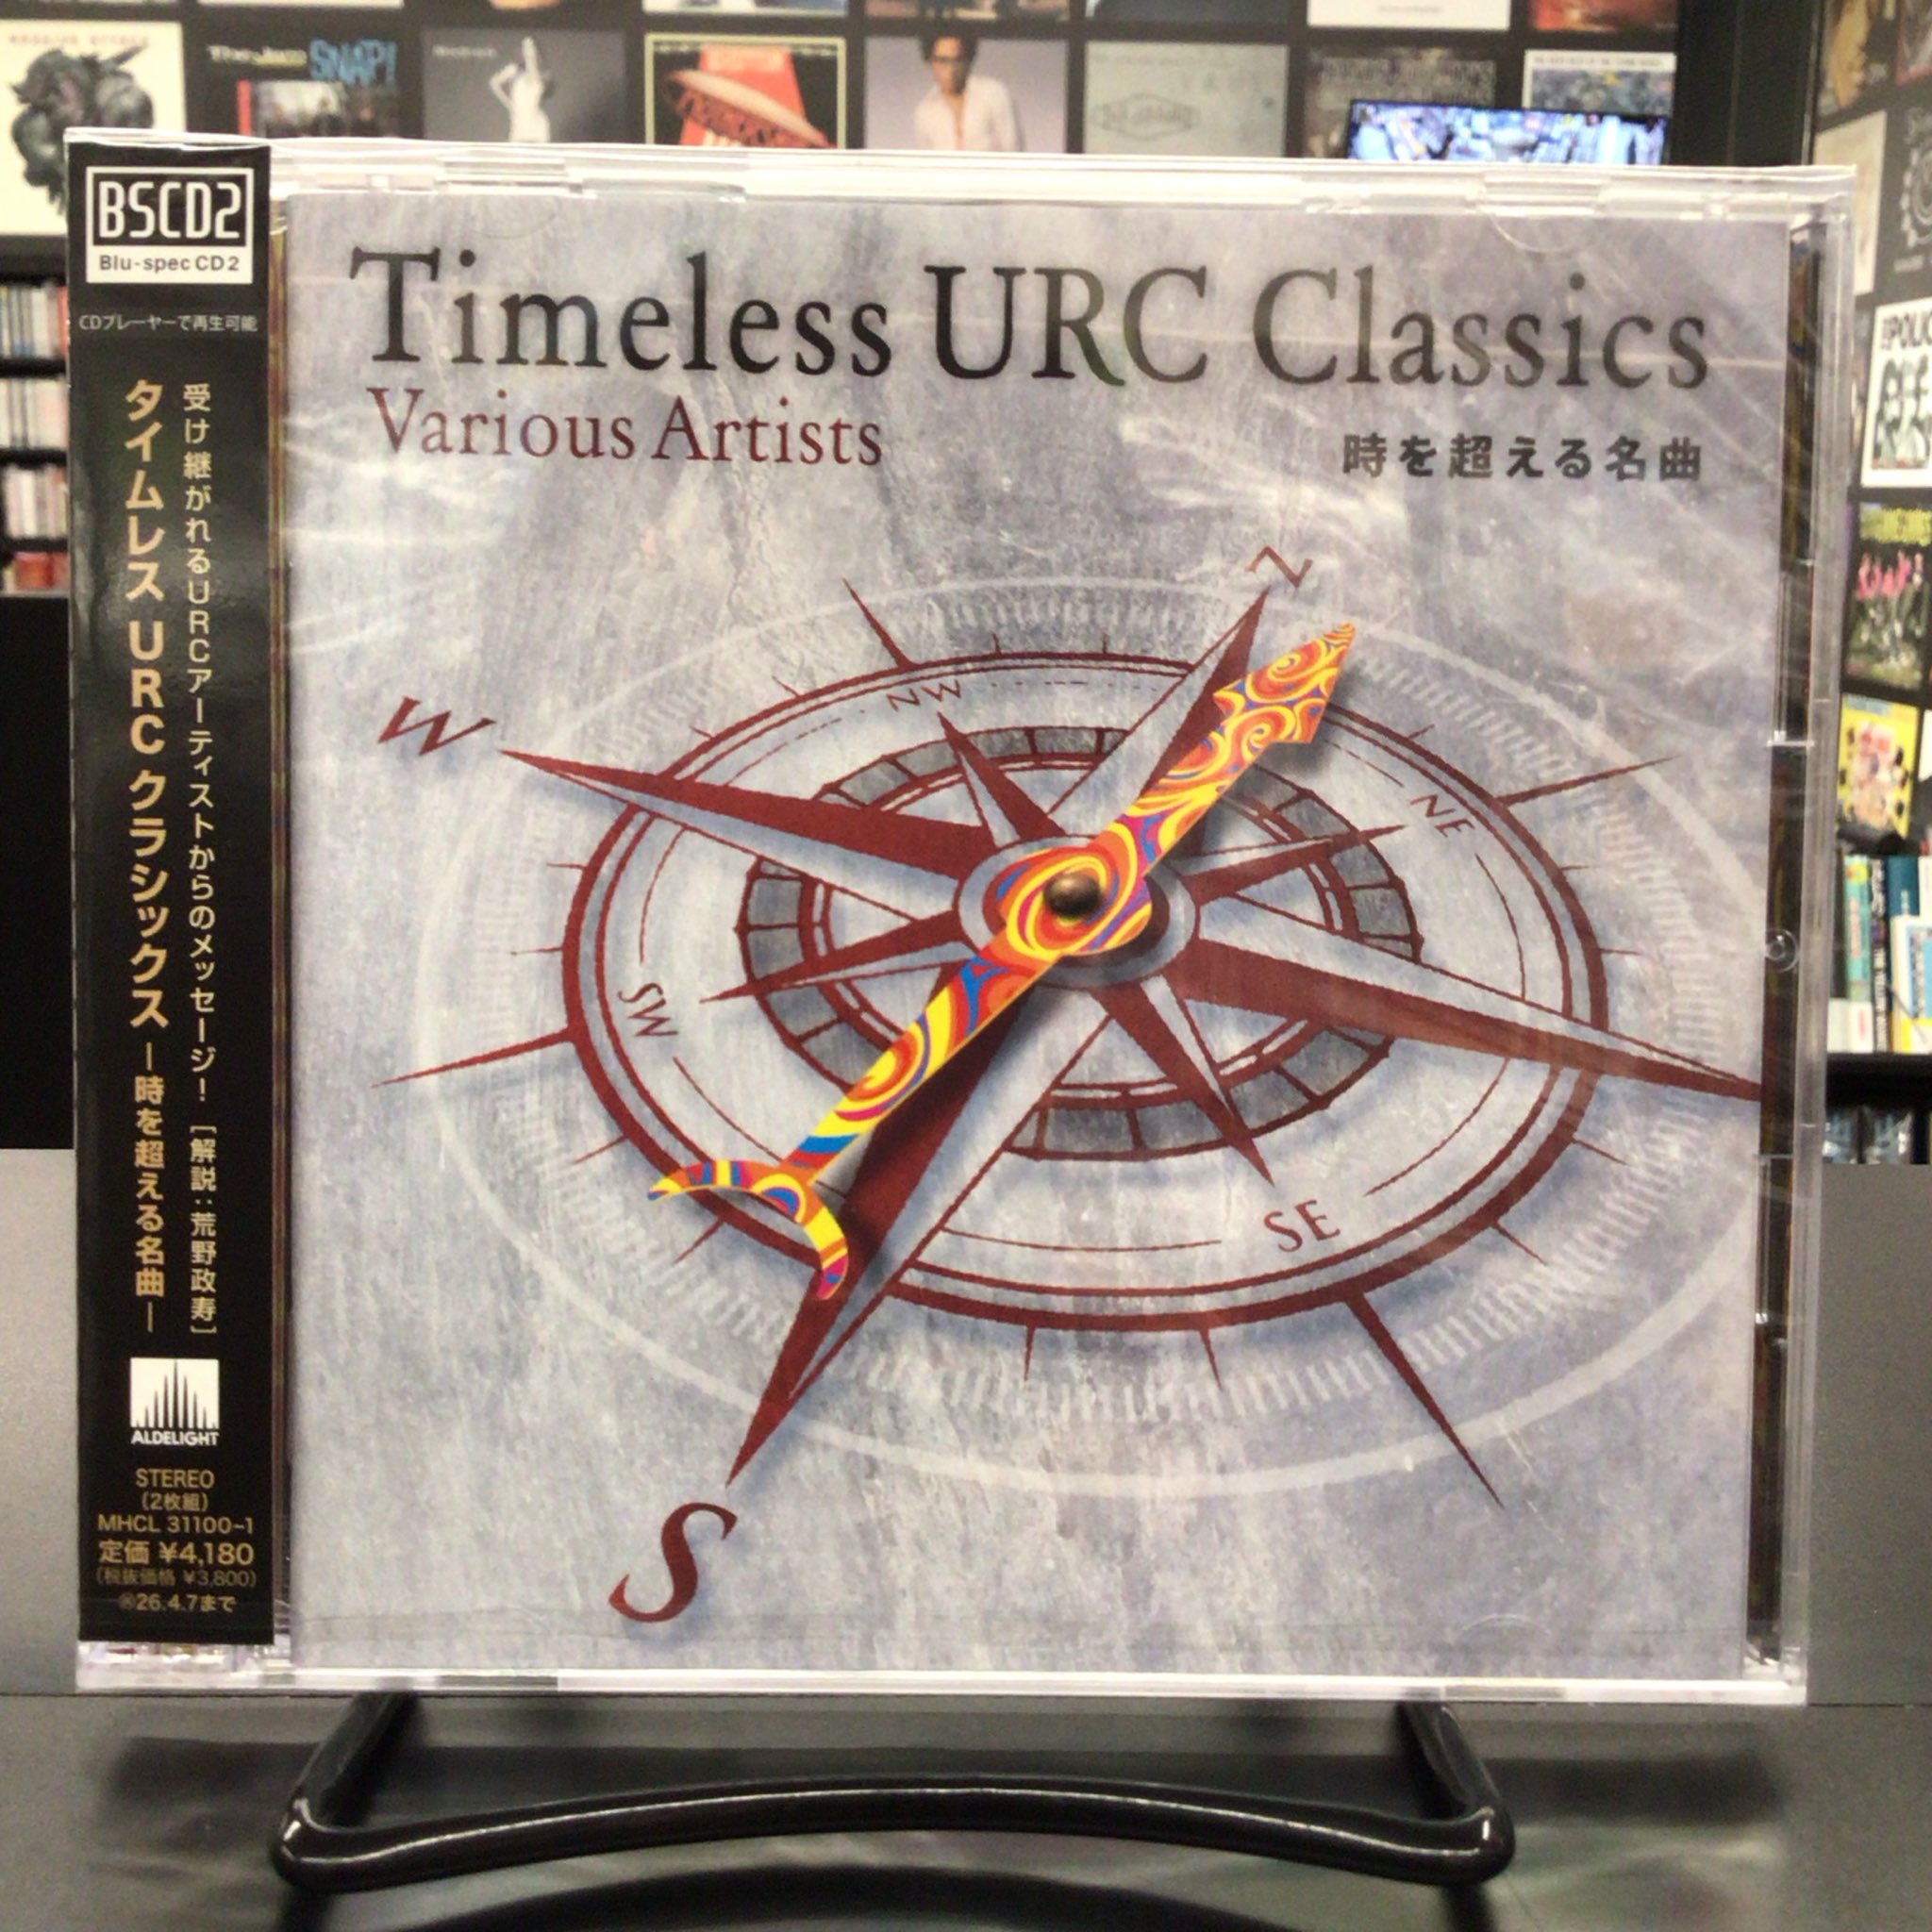 The Jam SNAP!
BSCD2
Blu-spec CD2
CDプレーヤーで再生可能
受け継がれるURCアーティストからのメッセージ！［解説：荒野政寿］
タイムレス URC クラシックス ―時を超える名曲―
ALDELIGHT
STEREO
(2枚組)
MHCL 31100~1
定価 ¥4,180
(税抜価格 ¥3,800)
26.4.7まで
Timeless URC Classics
Various Artists
時を超える名曲
N
W
NW
NE
SW
SE
S